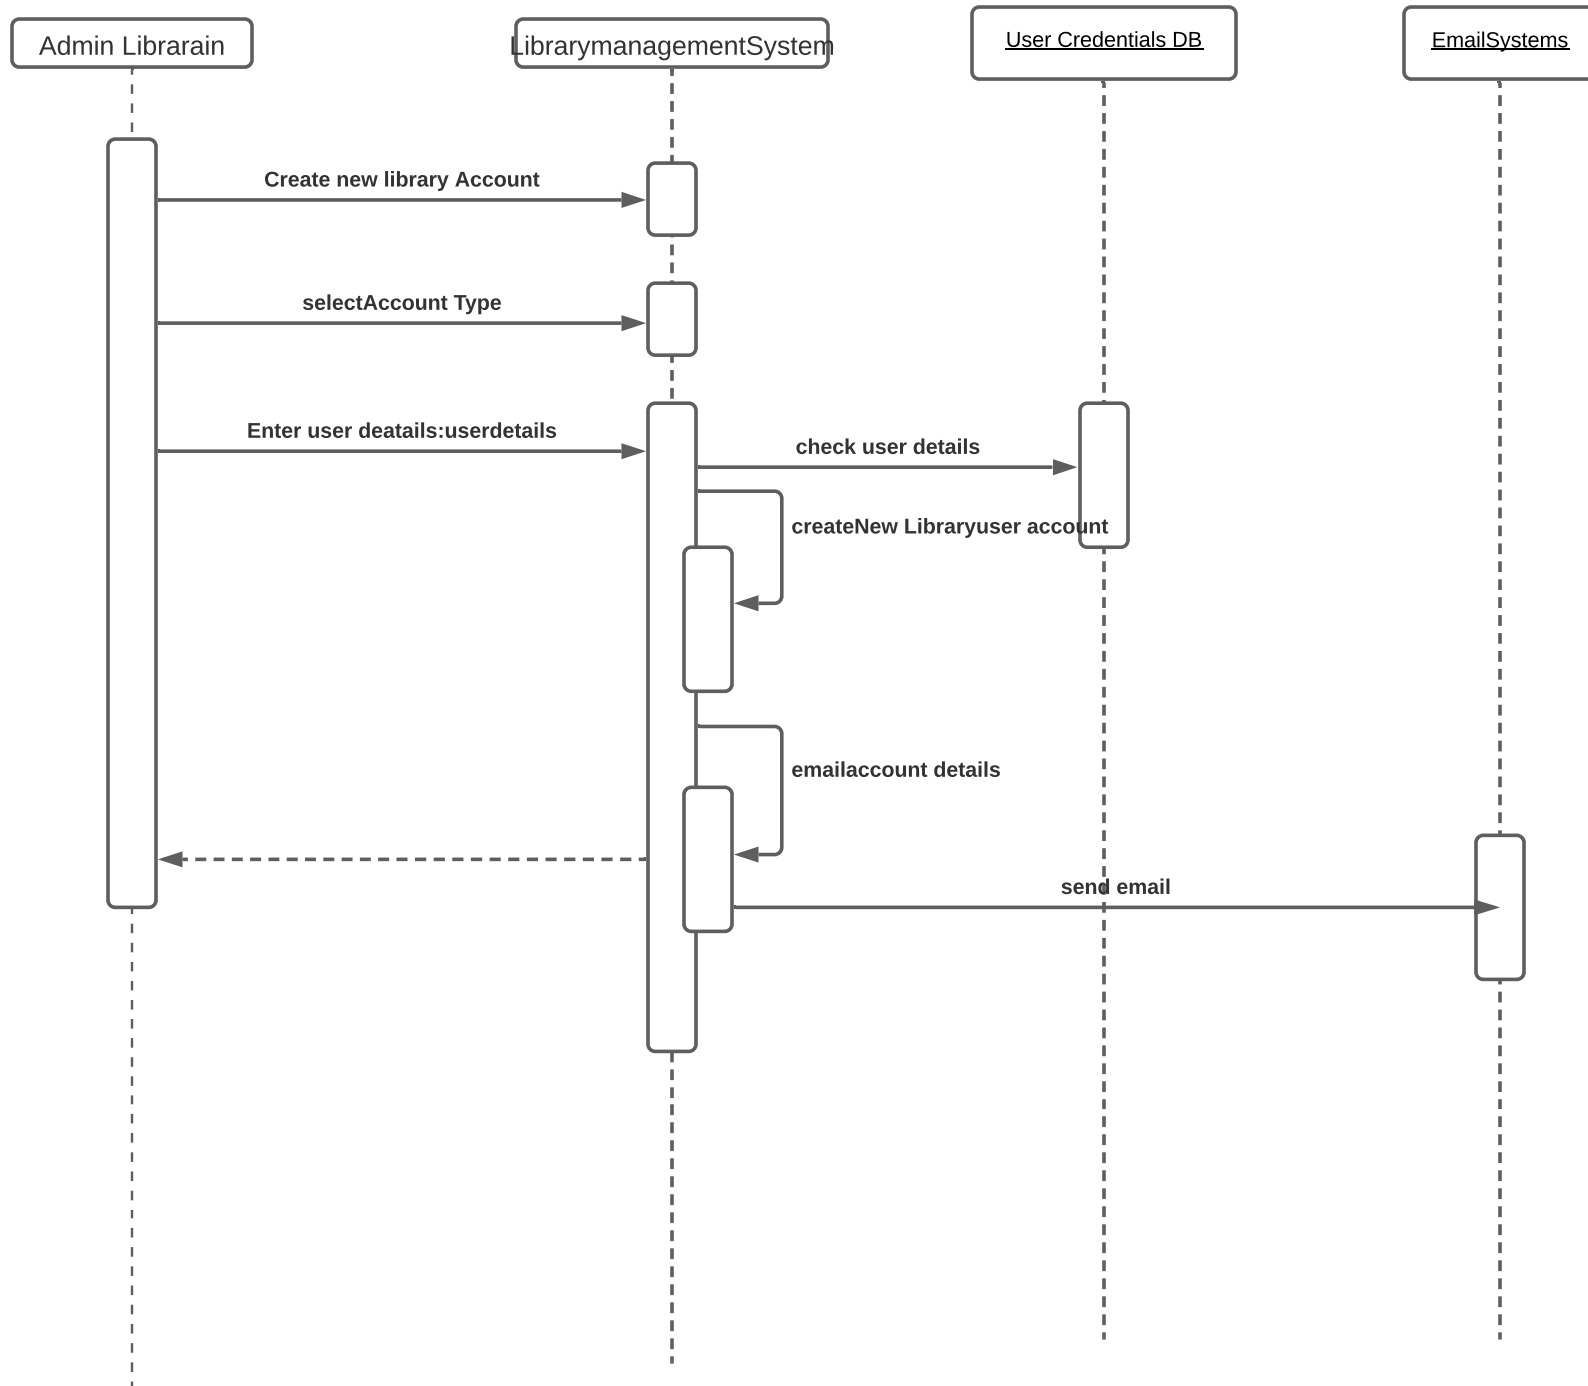 Admin Librarain
LibrarymanagementSystem
User Credentials DB
EmailSystems
Create new library Account
selectAccount Type
Enter user deatails:userdetails
check user details
createNew Libraryuser account
emailaccount details
send email